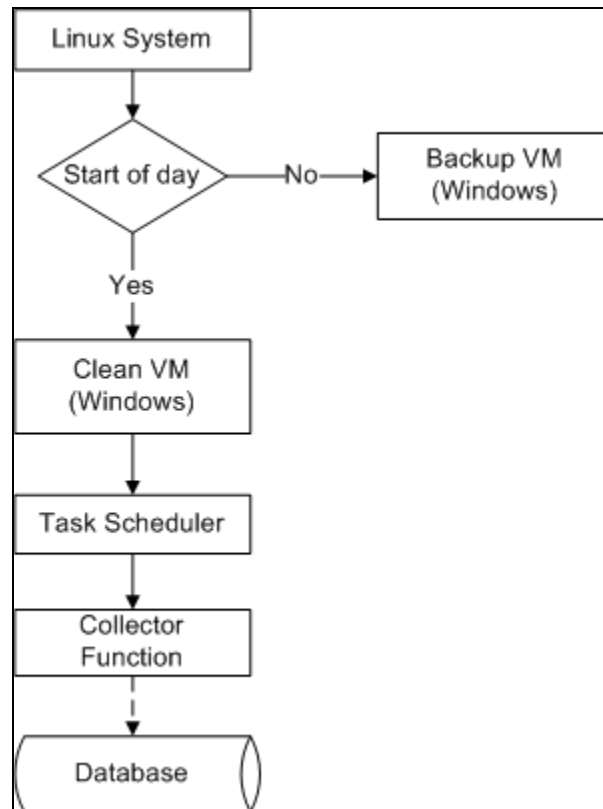 Linux System
Start of day
No
Backup VM
(Windows)
Yes
Clean VM
(Windows)
Task Scheduler
Collector
Function
Database